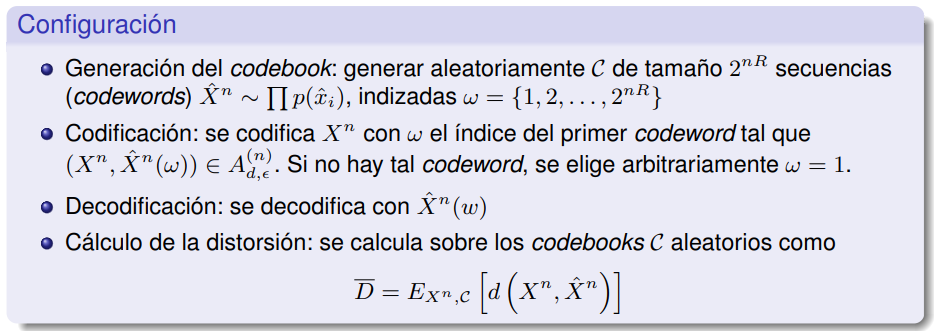 Configuración
Generación del codebook: generar aleatoriamente $\mathcal{C}$ de tamaño $2^{nR}$ secuencias
(codewords) $\hat{X}^n \sim \prod p(\hat{x}_i)$, indizadas $\omega = \{1, 2, \ldots, 2^{nR}\}$
Codificación: se codifica $X^n$ con $\omega$ el índice del primer codeword tal que
$(X^n, \hat{X}^n(\omega)) \in A_{d,\epsilon}^{(n)}$. Si no hay tal codeword, se elige arbitrariamente $\omega = 1$.
Decodificación: se decodifica con $\hat{X}^n(w)$
Cálculo de la distorsión: se calcula sobre los codebooks $\mathcal{C}$ aleatorios como
$\overline{D} = E_{X^n,\mathcal{C}} \left[ d \left( X^n, \hat{X}^n \right) \right]$